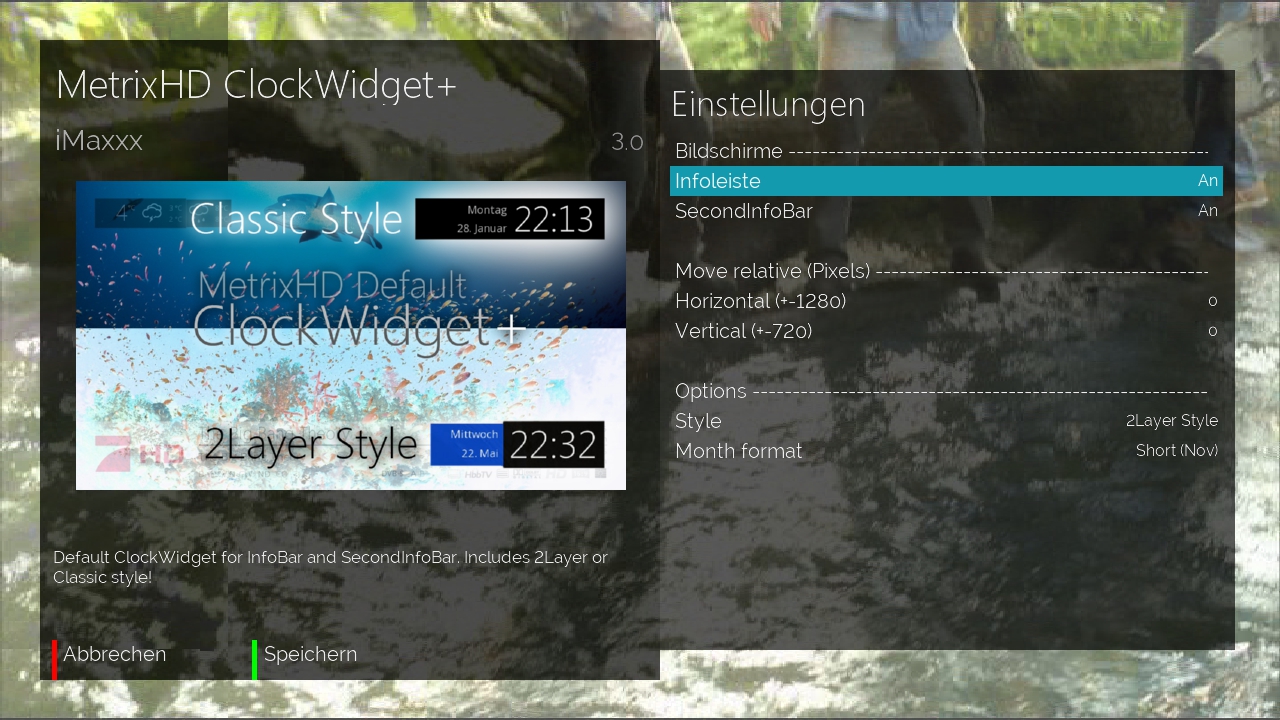 MetrixHD ClockWidget+
iMaxxx 3.0
Classic Style
Montag
28. Januar
22:13
MetrixHD Default
ClockWidget+
2Layer Style
Mittwoch
22. Mai
22:32
HD
Default ClockWidget for InfoBar and SecondInfoBar. Includes 2Layer or
Classic style!
Abbrechen Speichern
Einstellungen
Bildschirme -----------------------------------------------------
Infoleiste An
SecondInfoBar An
Move relative (Pixels) ------------------------------------------
Horizontal (+-1280) 0
Vertical (+-720) 0
Options ---------------------------------------------------------
Style 2Layer Style
Month format Short (Nov)